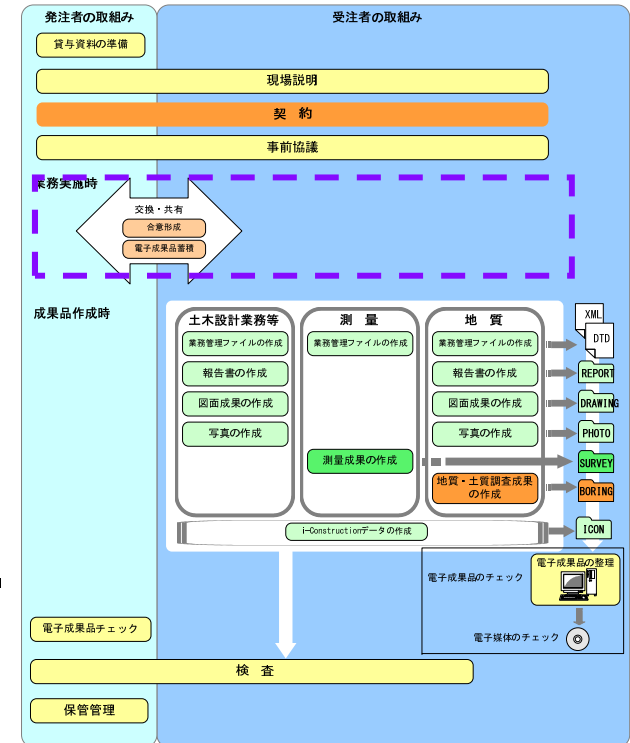 発注者の取組み
受注者の取組み
貸与資料の準備
現場説明
契 約
事前協議
業務実施時
交換・共有
合意形成
電子成果品蓄積
成果品作成時
土木設計業務等
測 量
地 質
XML
DTD
業務管理ファイルの作成
業務管理ファイルの作成
業務管理ファイルの作成
報告書の作成
報告書の作成
REPORT
図面成果の作成
図面成果の作成
DRAWING
写真の作成
写真の作成
PHOTO
測量成果の作成
SURVEY
地質・土質調査成果
の作成
BORING
i-Constructionデータの作成
ICON
電子成果品の整理
電子成果品のチェック
電子成果品チェック
電子媒体のチェック
検 査
保管管理